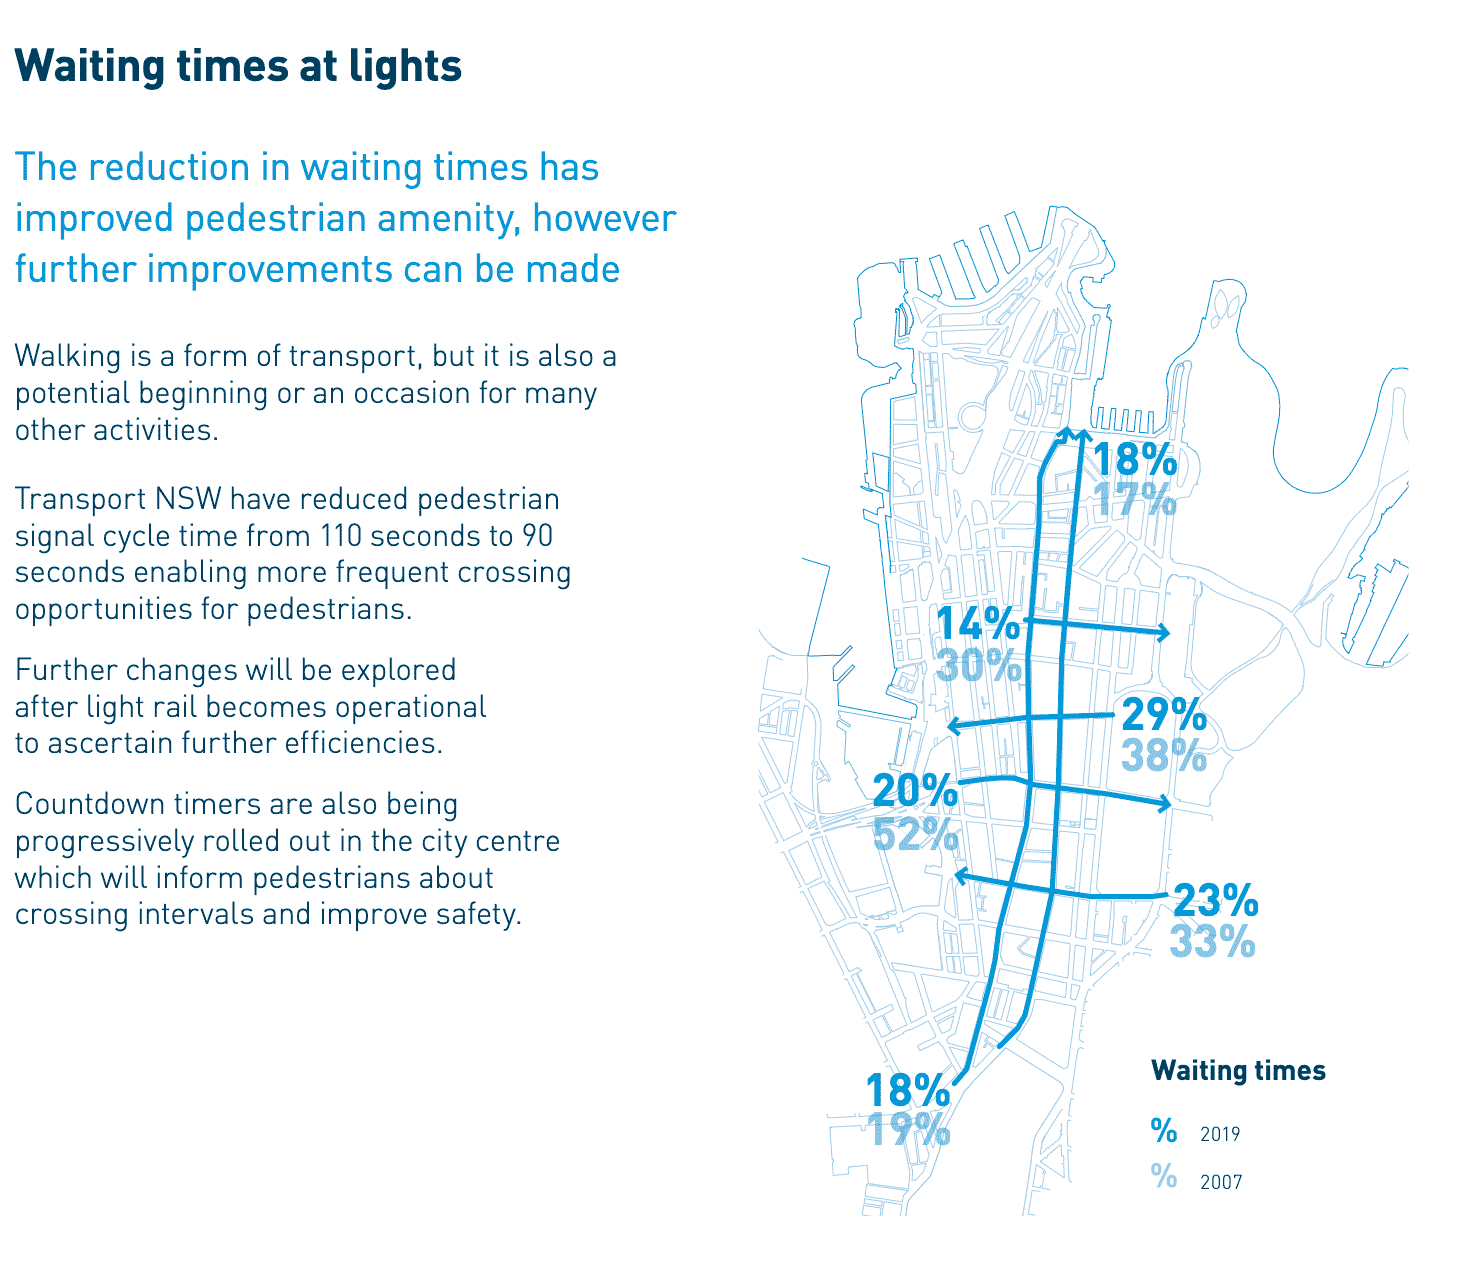 Waiting times at lights
The reduction in waiting times has
improved pedestrian amenity, however
further improvements can be made
Walking is a form of transport, but it is also a
potential beginning or an occasion for many
other activities.
Transport NSW have reduced pedestrian
signal cycle time from 110 seconds to 90
seconds enabling more frequent crossing
opportunities for pedestrians.
Further changes will be explored
after light rail becomes operational
to ascertain further efficiencies.
Countdown timers are also being
progressively rolled out in the city centre
which will inform pedestrians about
crossing intervals and improve safety.
18%
17%
14%
30%
29%
38%
20%
52%
23%
33%
18%
19%
Waiting times
% 2019
% 2007